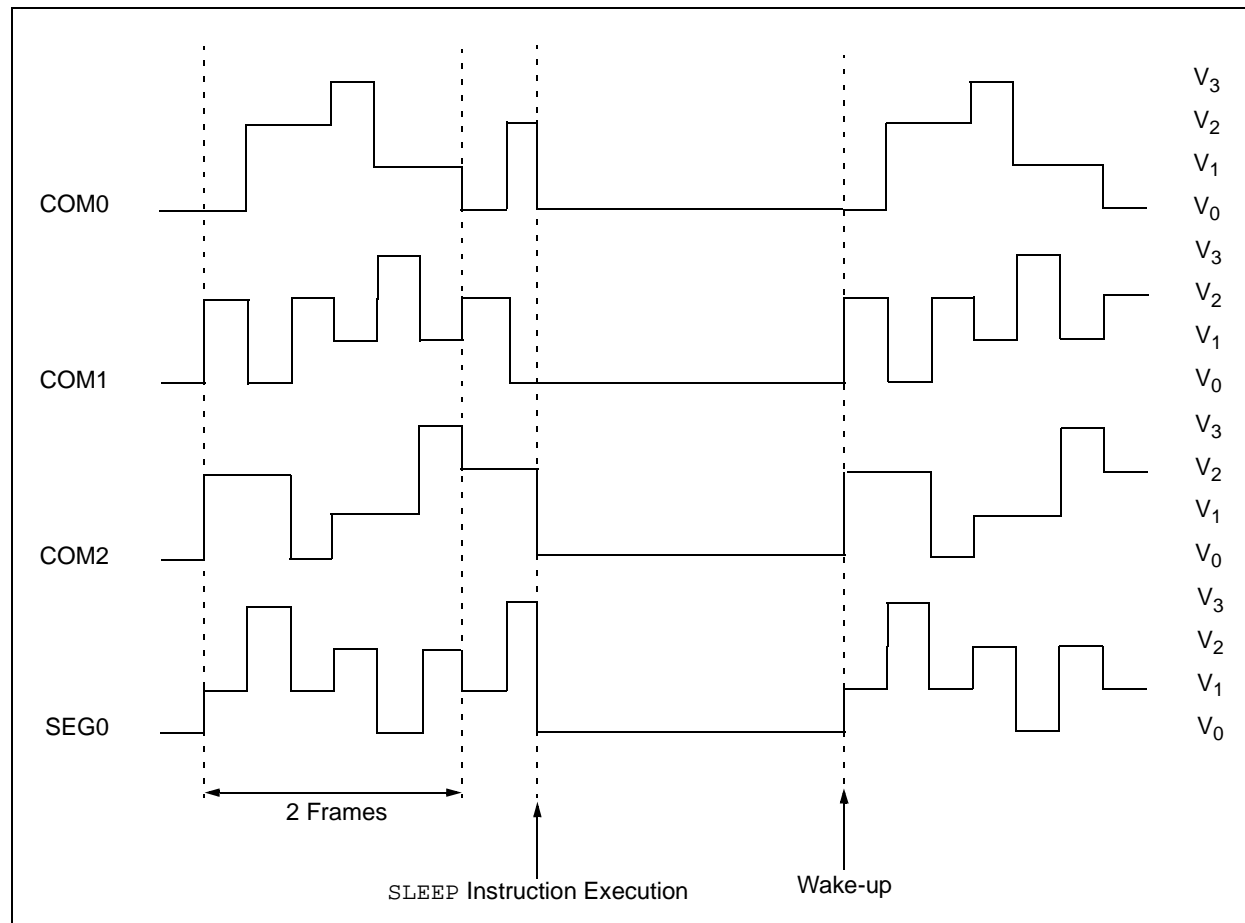 V3
V2
V1
COM0 V0
V3
V2
V1
COM1 V0
V3
V2
V1
COM2 V0
V3
V2
V1
SEG0 V0
2 Frames
SLEEP Instruction Execution
Wake-up